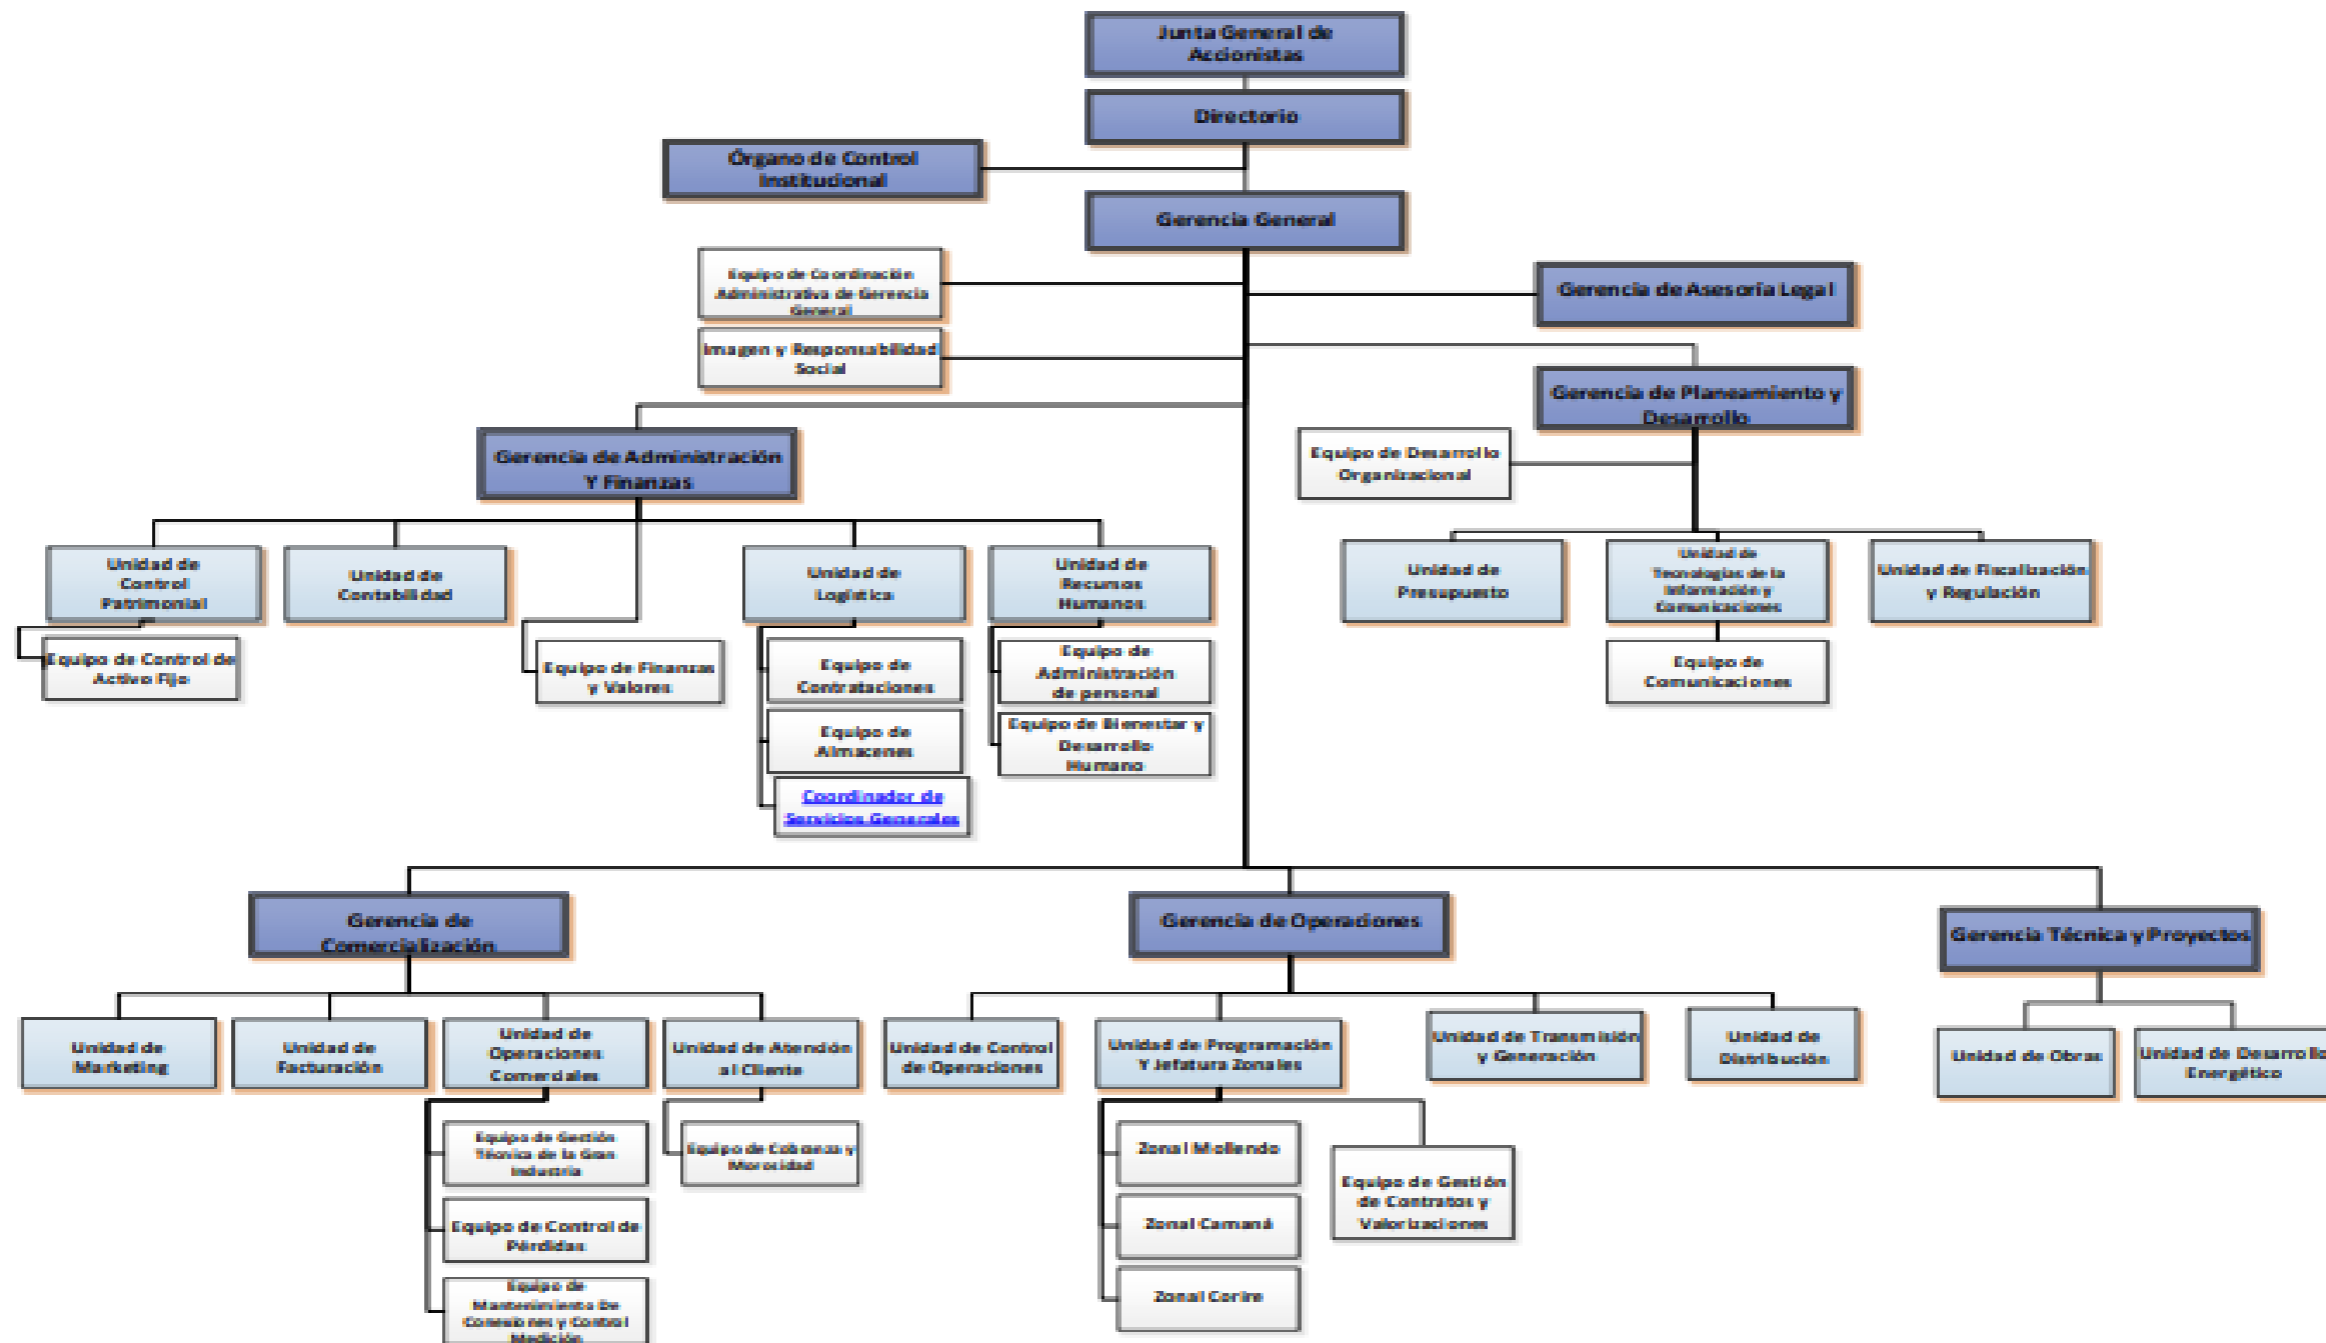 Junta General de
Accionistas
Directorio
Órgano de Control
Institucional
Gerencia General
Equipo de Coordinación
Administrativa de Gerencia
General
Gerencia de Asesoría Legal
Imagen y Responsabilidad
Social
Gerencia de Planeamiento y
Desarrollo
Gerencia de Administración
Y Finanzas
Equipo de Desarrollo
Organizacional
Unidad de
Control
Patrimonial
Unidad de
Contabilidad
Unidad de
Logística
Unidad de
Recursos
Humanos
Unidad de
Presupuesto
Unidad de
Tecnologías de la
Información y
Comunicaciones
Unidad de Fiscalización
y Regulación
Equipo de Control de
Activo Fijo
Equipo de Finanzas
y Valores
Equipo de
Contrataciones
Equipo de
Administración
de personal
Equipo de
Comunicaciones
Equipo de
Almacenes
Equipo de Bienestar y
Desarrollo
Humano
Coordinador de
Servicios Generales
Gerencia de
Comercialización
Gerencia de Operaciones
Gerencia Técnica y Proyectos
Unidad de
Marketing
Unidad de
Facturación
Unidad de
Operaciones
Comerciales
Unidad de Atención
al Cliente
Unidad de Control
de Operaciones
Unidad de Programación
Y Jefatura Zonales
Unidad de Transmisión
y Generación
Unidad de
Distribución
Unidad de Obras
Unidad de Desarrollo
Energético
Equipo de Gestión
Técnica de la Gran
Industria
Equipo de Cobranza y
Morosidad
Zonal Mollendo
Equipo de Gestión
de Contratos y
Valorizaciones
Equipo de Control de
Pérdidas
Zonal Camaná
Equipo de
Mantenimiento De
Conexiones y Control
Medición
Zonal Corire